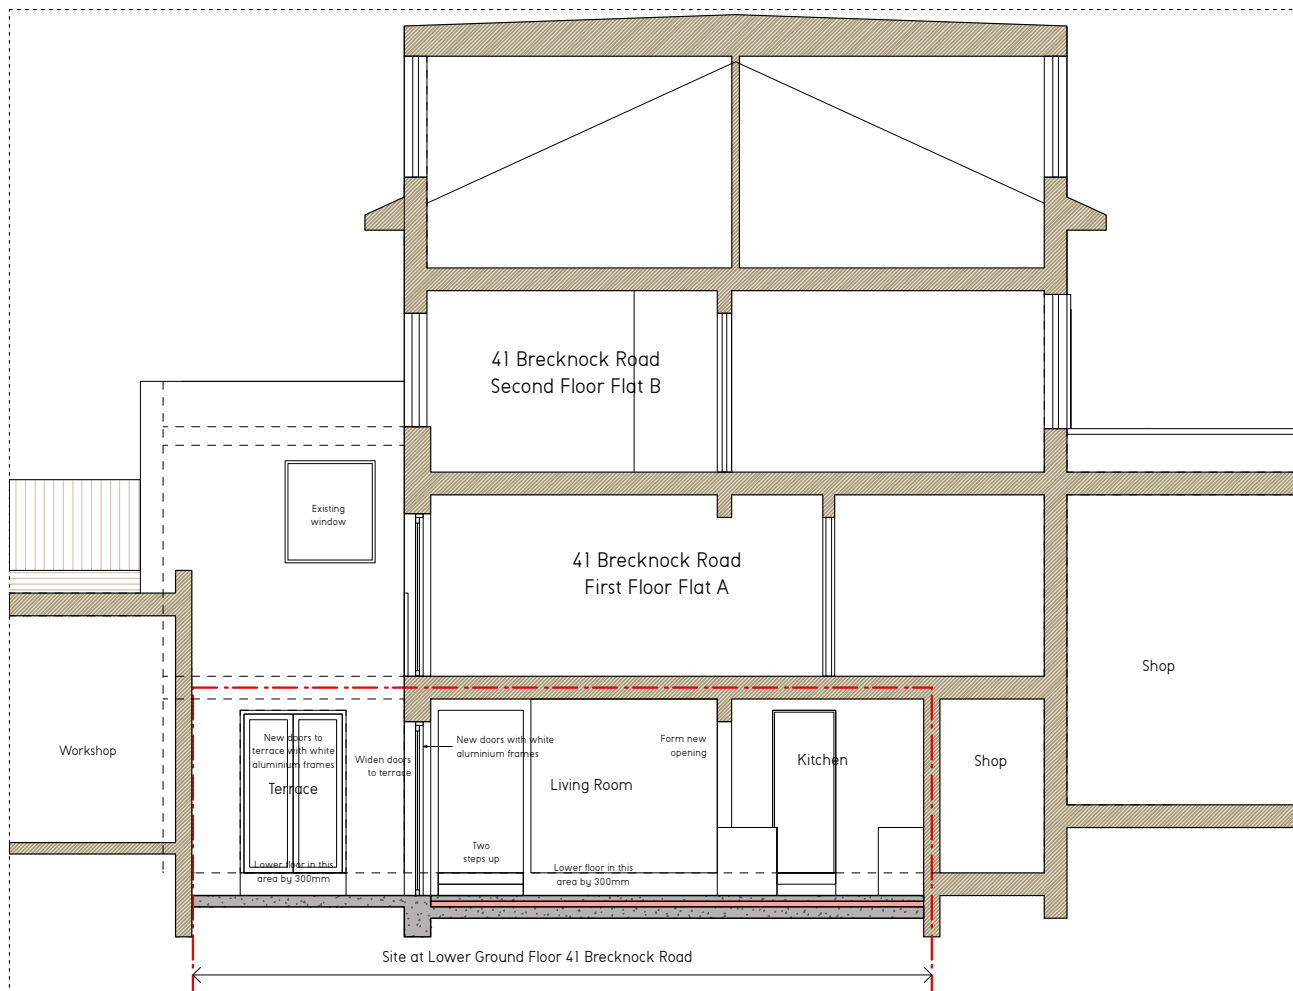 41 Brecknock Road
Second Floor Flat B
Existing
window
41 Brecknock Road
First Floor Flat A
Shop
Workshop
New doors to
terrace with white
aluminium frames
Terrace
Widen doors
to terrace
New doors with white
aluminium frames
Living Room
Form new
opening
Kitchen
Shop
Two
steps up
Lower floor in this
area by 300mm
Lower floor in this
area by 300mm
Site at Lower Ground Floor 41 Brecknock Road